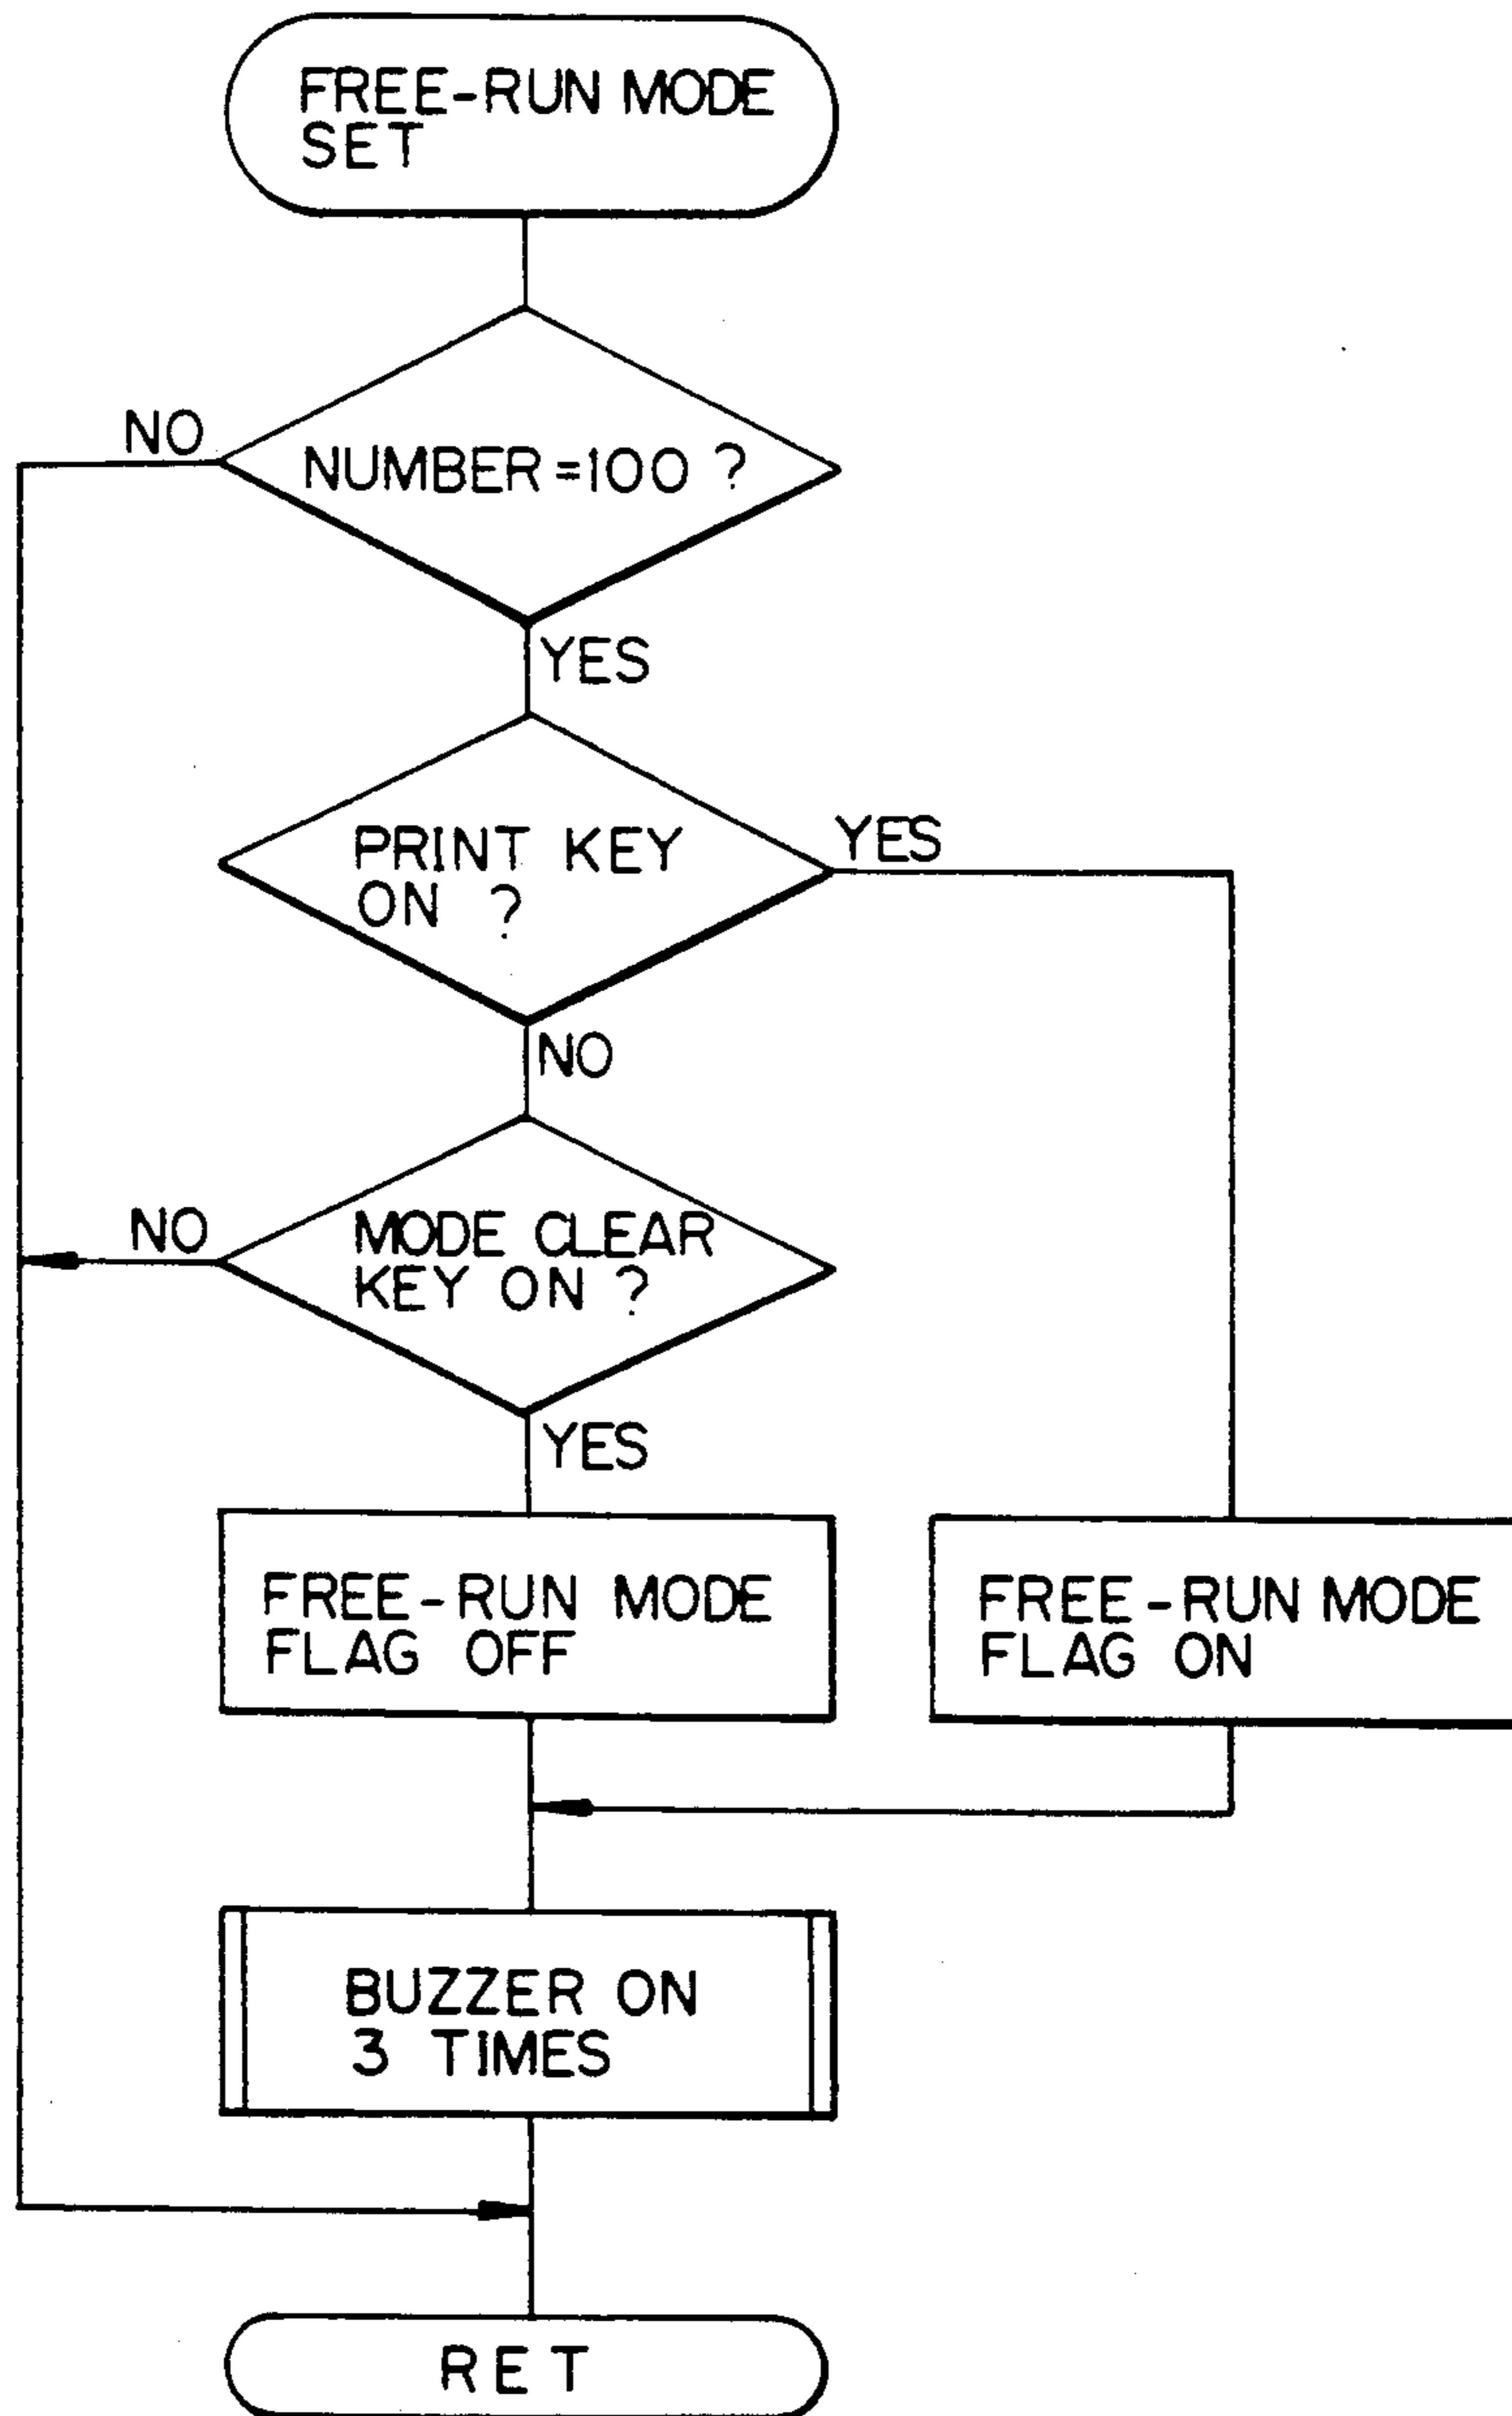 FREE-RUN MODE
SET
NO
NUMBER=100 ?
YES
PRINT KEY
ON ?
YES
NO
NO
MODE CLEAR
KEY ON ?
YES
FREE-RUN MODE
FLAG OFF
FREE-RUN MODE
FLAG ON
BUZZER ON
3 TIMES
RET